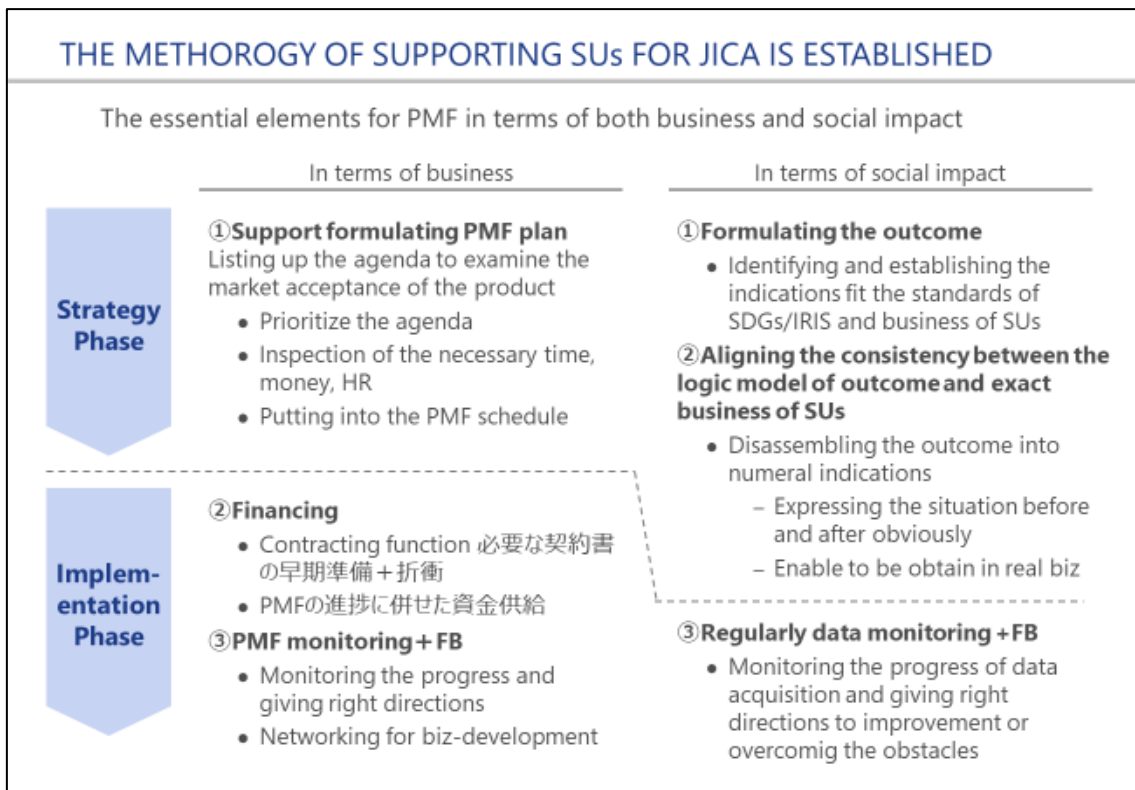 THE METHOROGY OF SUPPORTING SUs FOR JICA IS ESTABLISHED
The essential elements for PMF in terms of both business and social impact
In terms of business
In terms of social impact
Strategy
Phase
①Support formulating PMF plan
Listing up the agenda to examine the
market acceptance of the product
• Prioritize the agenda
• Inspection of the necessary time,
money, HR
• Putting into the PMF schedule
①Formulating the outcome
• Identifying and establishing the
indications fit the standards of
SDGs/IRIS and business of SUs
②Aligning the consistency between the
logic model of outcome and exact
business of SUs
• Disassembling the outcome into
numeral indications
– Expressing the situation before
and after obviously
– Enable to be obtain in real biz
Implem-
entation
Phase
②Financing
• Contracting function 必要な契約書
の早期準備＋折衝
• PMFの進捗に併せた資金供給
③PMF monitoring＋FB
• Monitoring the progress and
giving right directions
• Networking for biz-development
③Regularly data monitoring +FB
• Monitoring the progress of data
acquisition and giving right
directions to improvement or
overcomig the obstacles